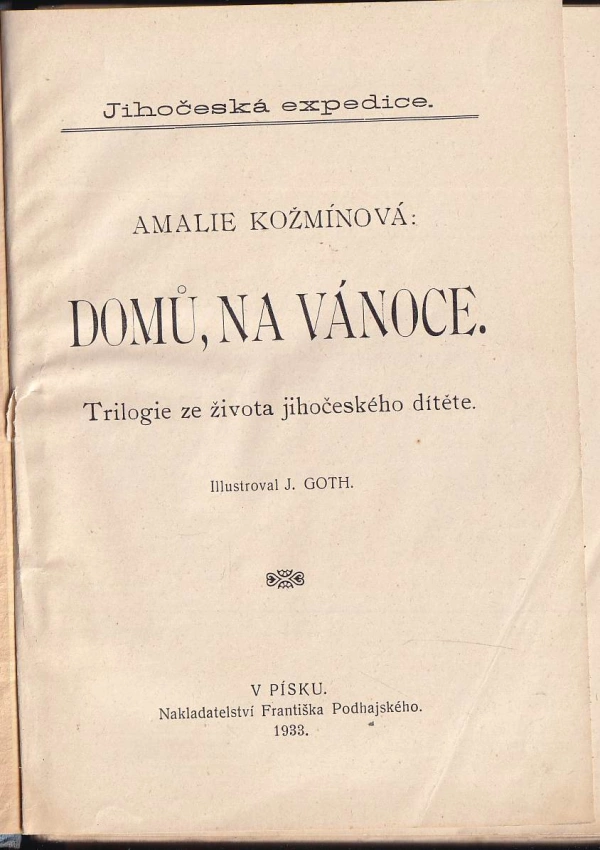 Jihočeská expedice.
AMALIE KOŽMÍNOVÁ:
DOMŮ, NA VÁNOCE.
Trilogie ze života jihočeského dítěte.
Illustroval J. GOTH.
V PÍSKU.
Nakladatelství Františka Podhajského.
1933.